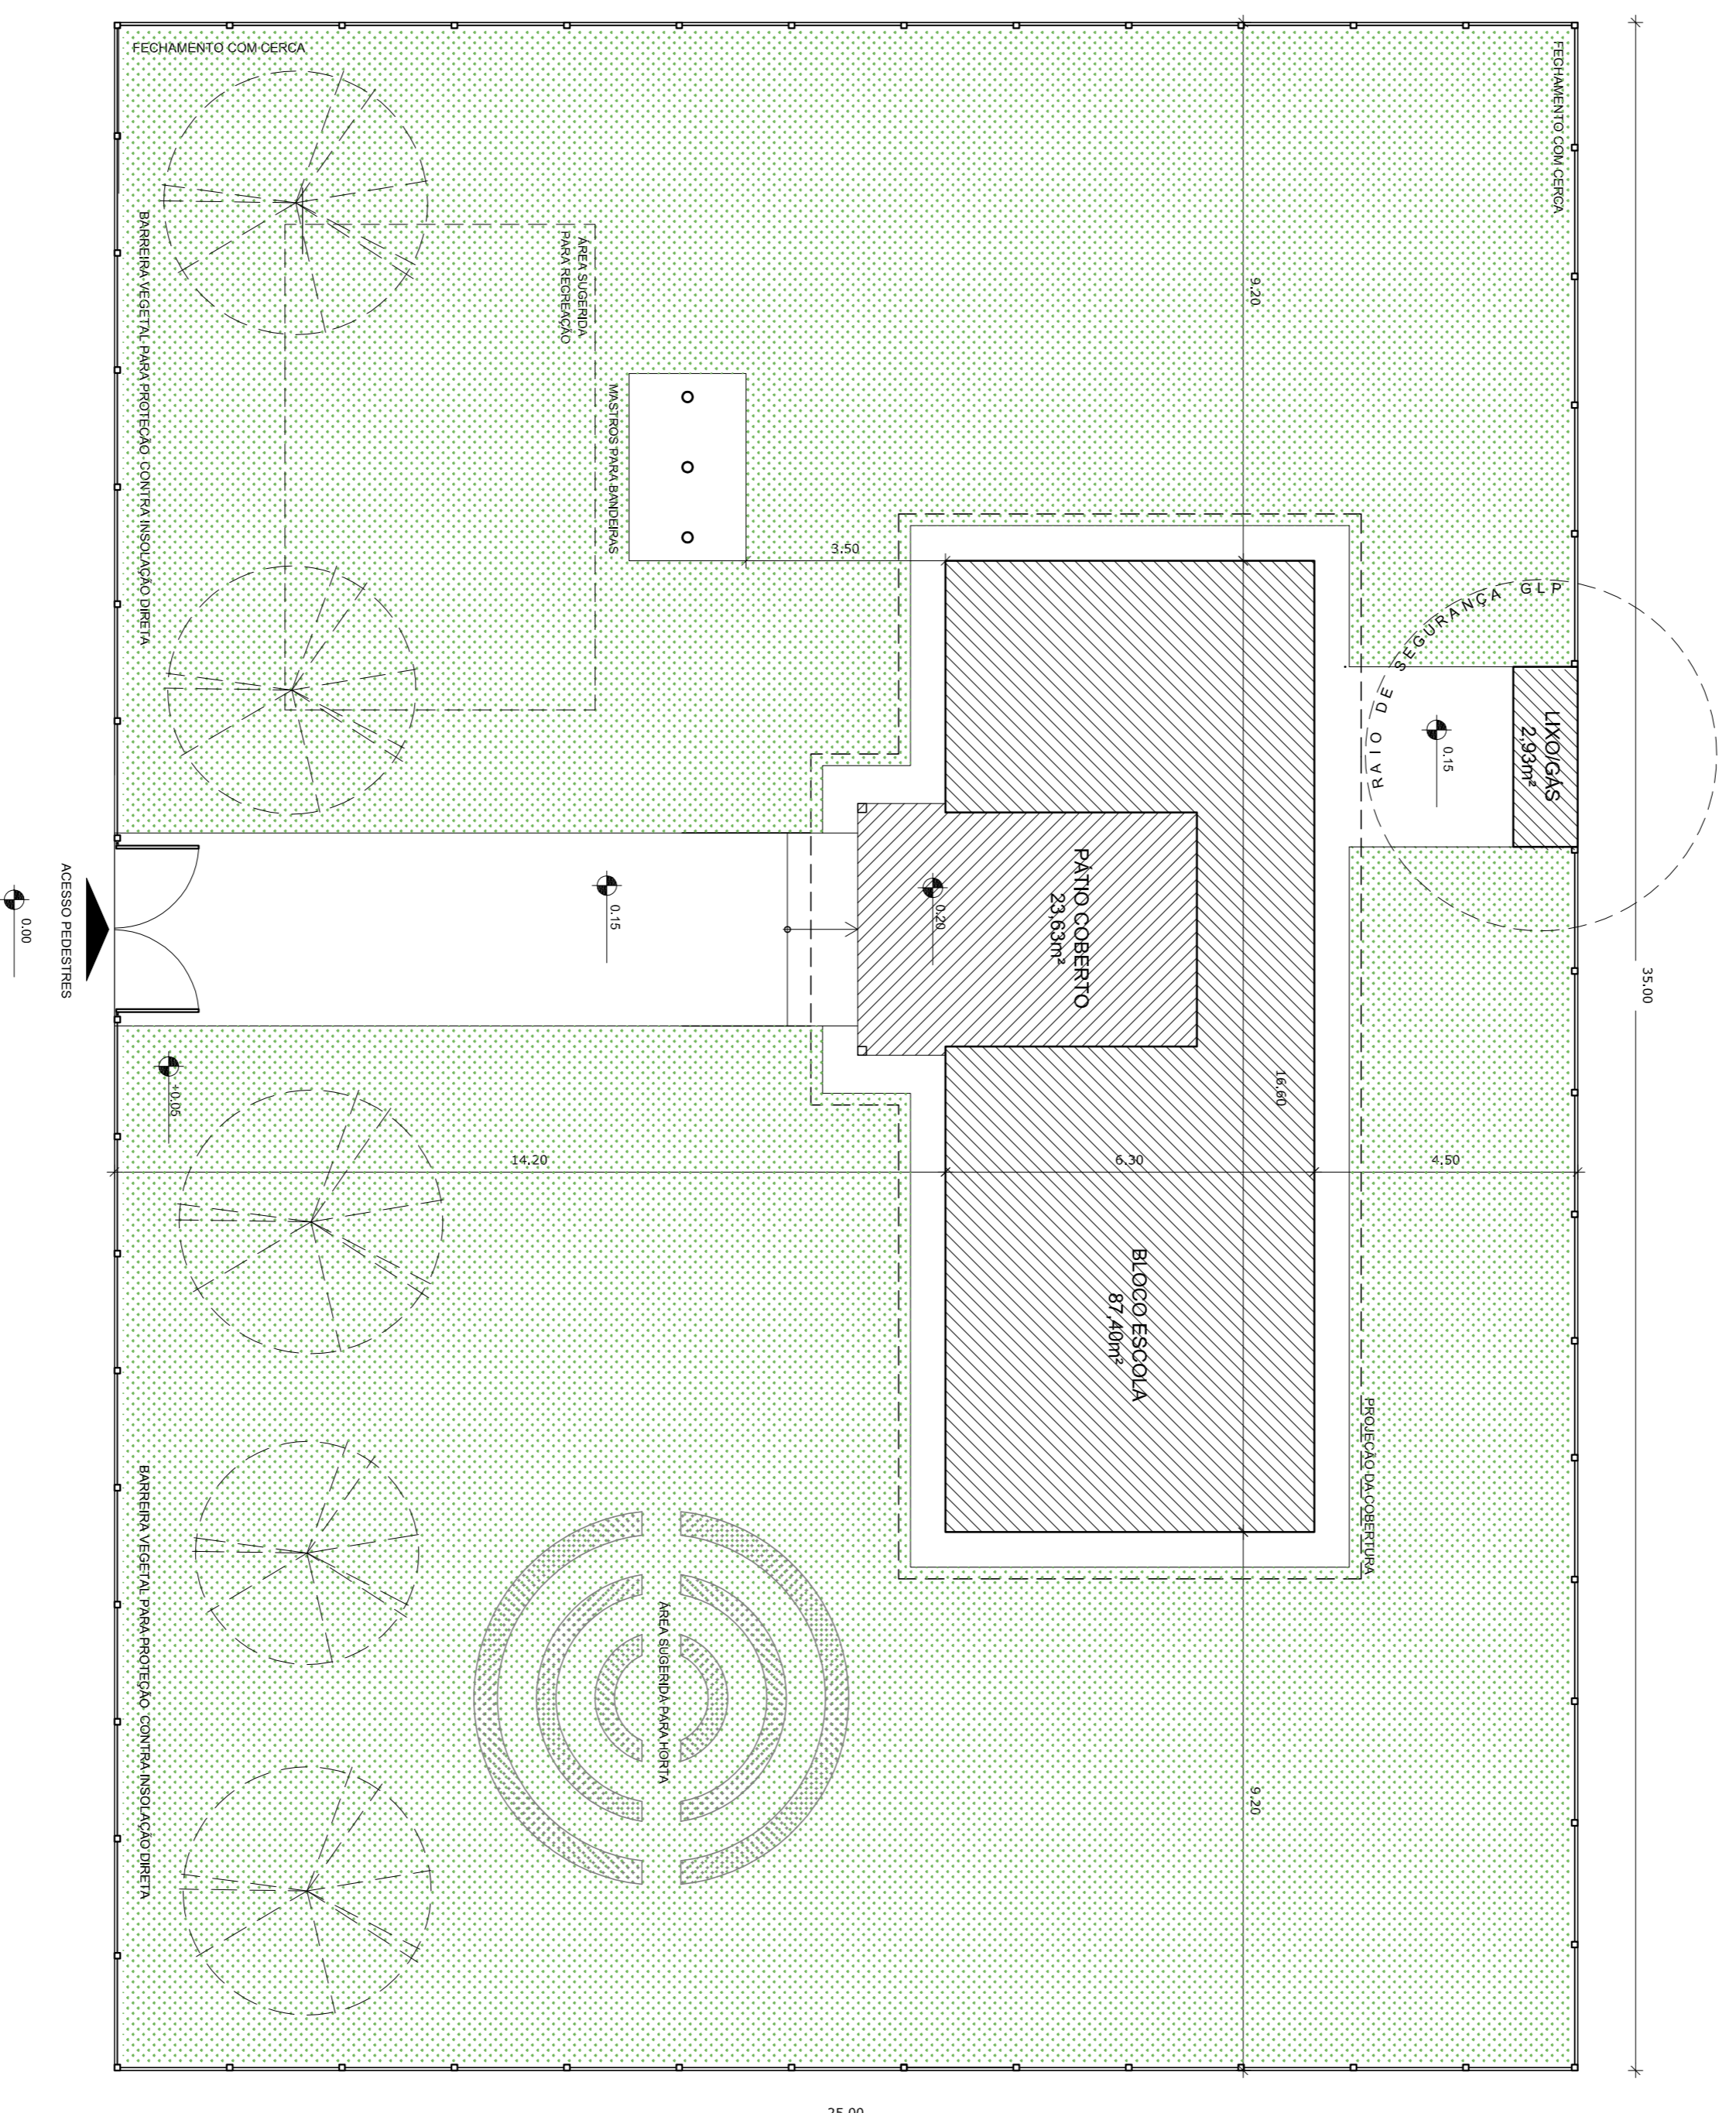 FECHAMENTO COM CERCA
FECHAMENTO COM CERCA
BARREIRA VEGETAL PARA PROTEÇÃO CONTRA INSOLAÇÃO DIRETA
ÁREA SUGERIDA
PARA RECREAÇÃO
MASTROS PARA BANDEIRAS
9.20
3.50
RAIO DE SEGURANÇA GLP
LIXO/GÁS
2,93m²
0.15
PÁTIO COBERTO
23,63m²
0.20
0.15
ACESSO PEDESTRES
0.00
+0.05
35.00
16.60
14.20
6.30
4.50
BLOCO ESCOLA
87,40m²
PROJEÇÃO DA COBERTURA
ÁREA SUGERIDA PARA HORTA
BARREIRA VEGETAL PARA PROTEÇÃO CONTRA INSOLAÇÃO DIRETA
9.20
25.00